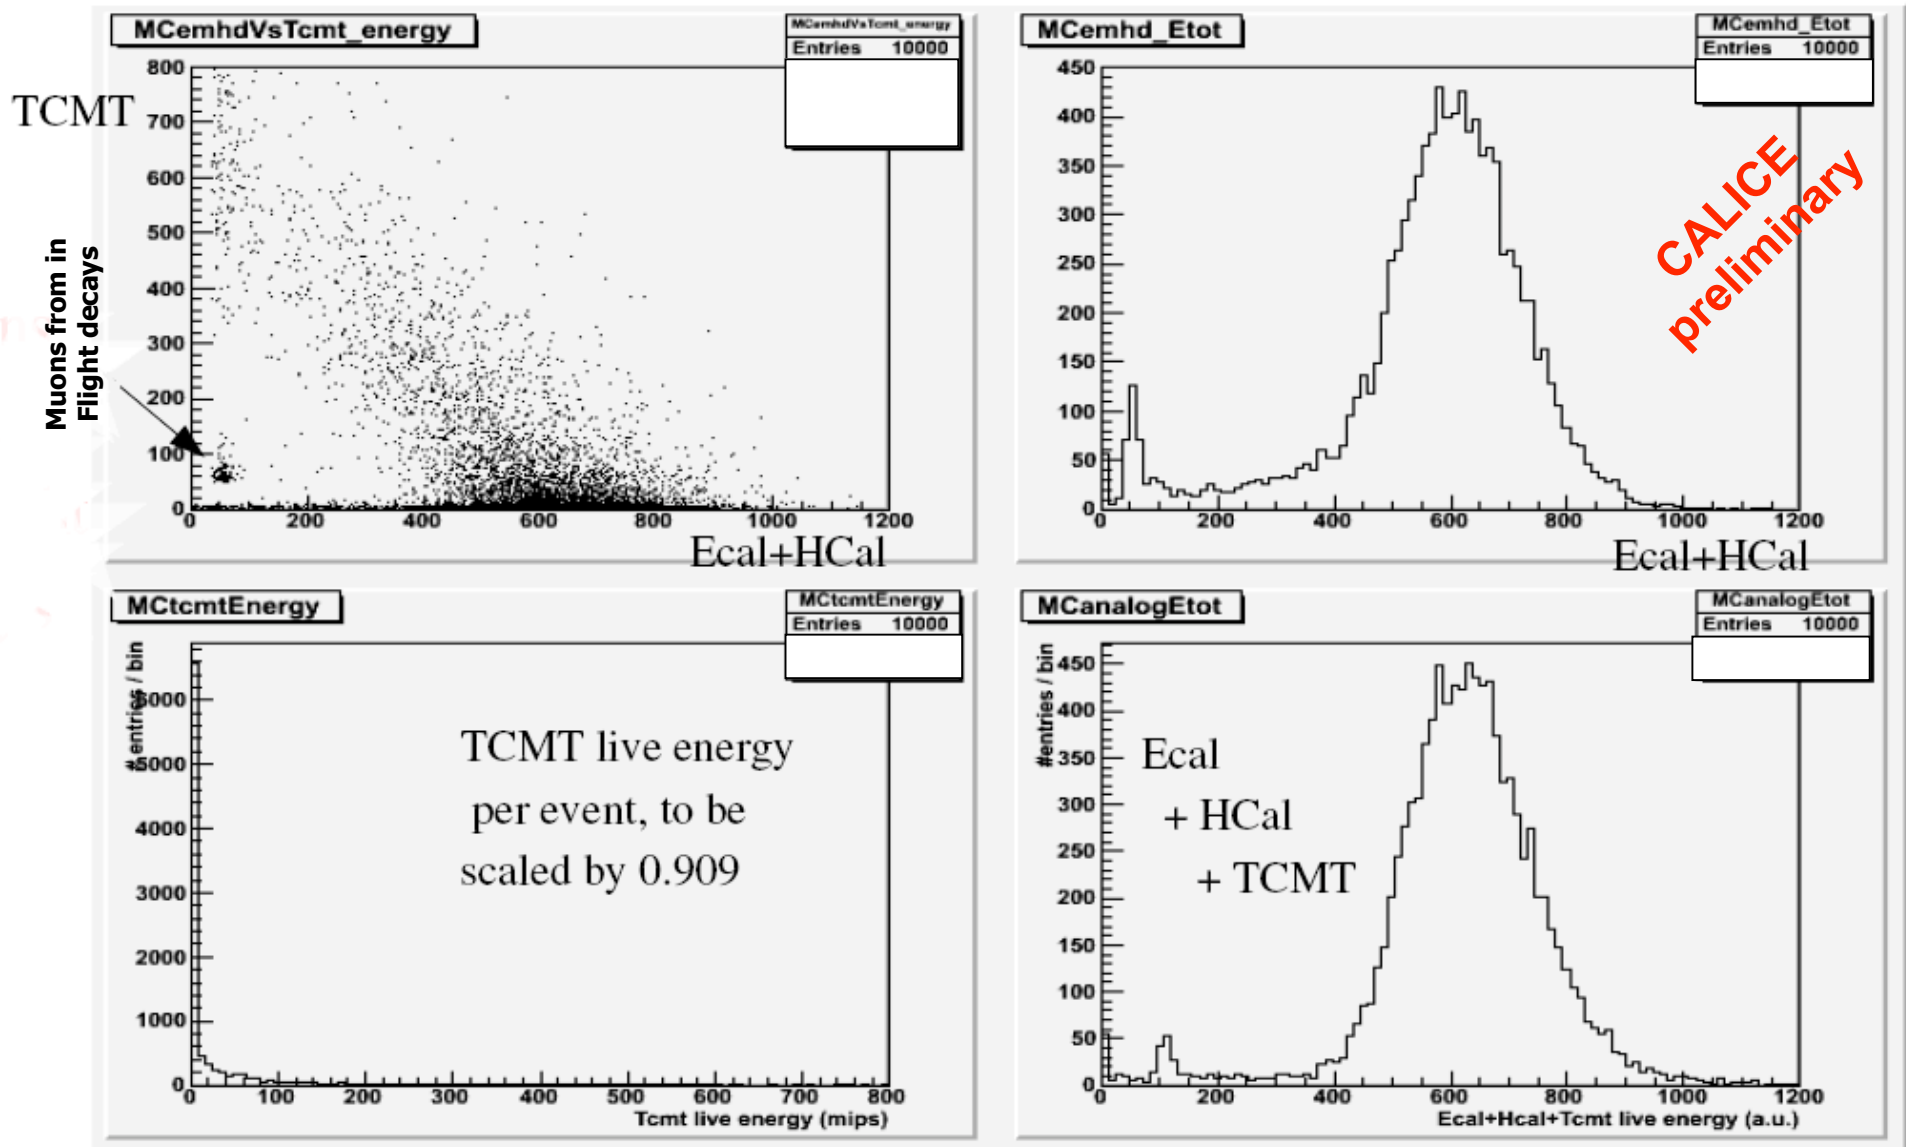 MCemhdVsTcmt_energy
MCemhdVsTcmt_energy
Entries 10000
800
700
600
500
400
300
200
100
0
0 200 400 600 800 1000 1200
TCMT
Muons from in
Flight decays
Ecal+HCal
MCemhd_Etot
MCemhd_Etot
Entries 10000
450
400
350
300
250
200
150
100
50
0
0 200 400 600 800 1000 1200
CALICE
preliminary
Ecal+HCal
MCtcmtEnergy
MCtcmtEnergy
Entries 10000
#entries / bin
6000
5000
4000
3000
2000
1000
0
0 100 200 300 400 500 600 700 800
TCMT live energy
per event, to be
scaled by 0.909
Tcmt live energy (mips)
MCanalogEtot
MCanalogEtot
Entries 10000
#entries / bin
450
400
350
300
250
200
150
100
50
0
0 200 400 600 800 1000 1200
Ecal
+ HCal
+ TCMT
Ecal+Hcal+Tcmt live energy (a.u.)